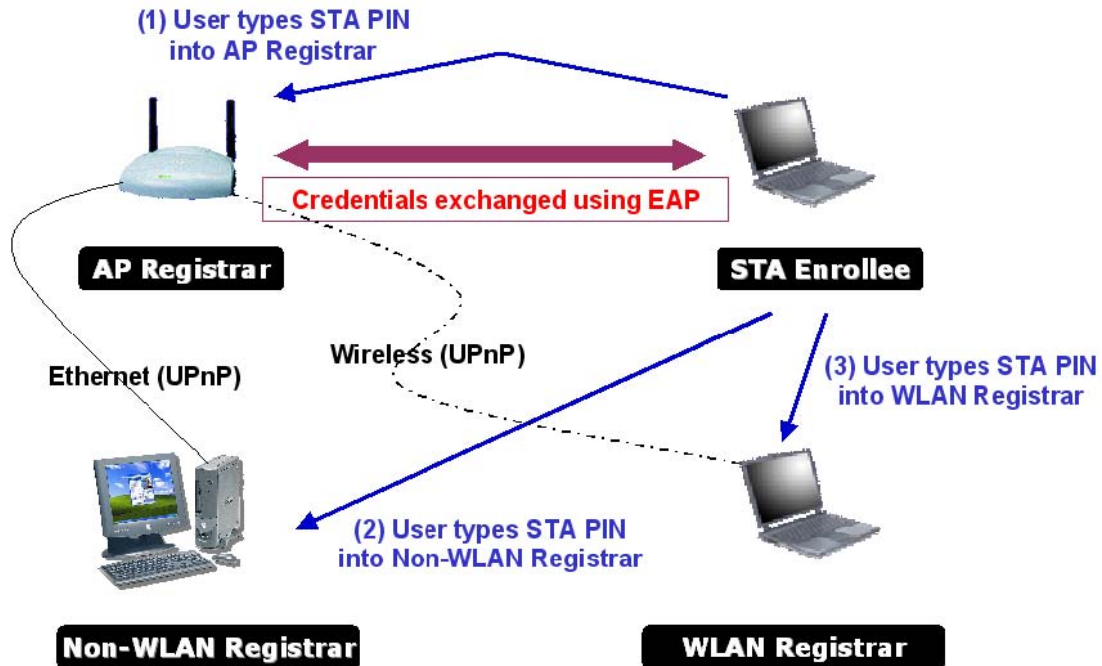 (1) User types STA PIN
into AP Registrar
Credentials exchanged using EAP
AP Registrar
STA Enrollee
Wireless (UPnP)
Ethernet (UPnP)
(3) User types STA PIN
into WLAN Registrar
(2) User types STA PIN
into Non-WLAN Registrar
Non-WLAN Registrar
WLAN Registrar